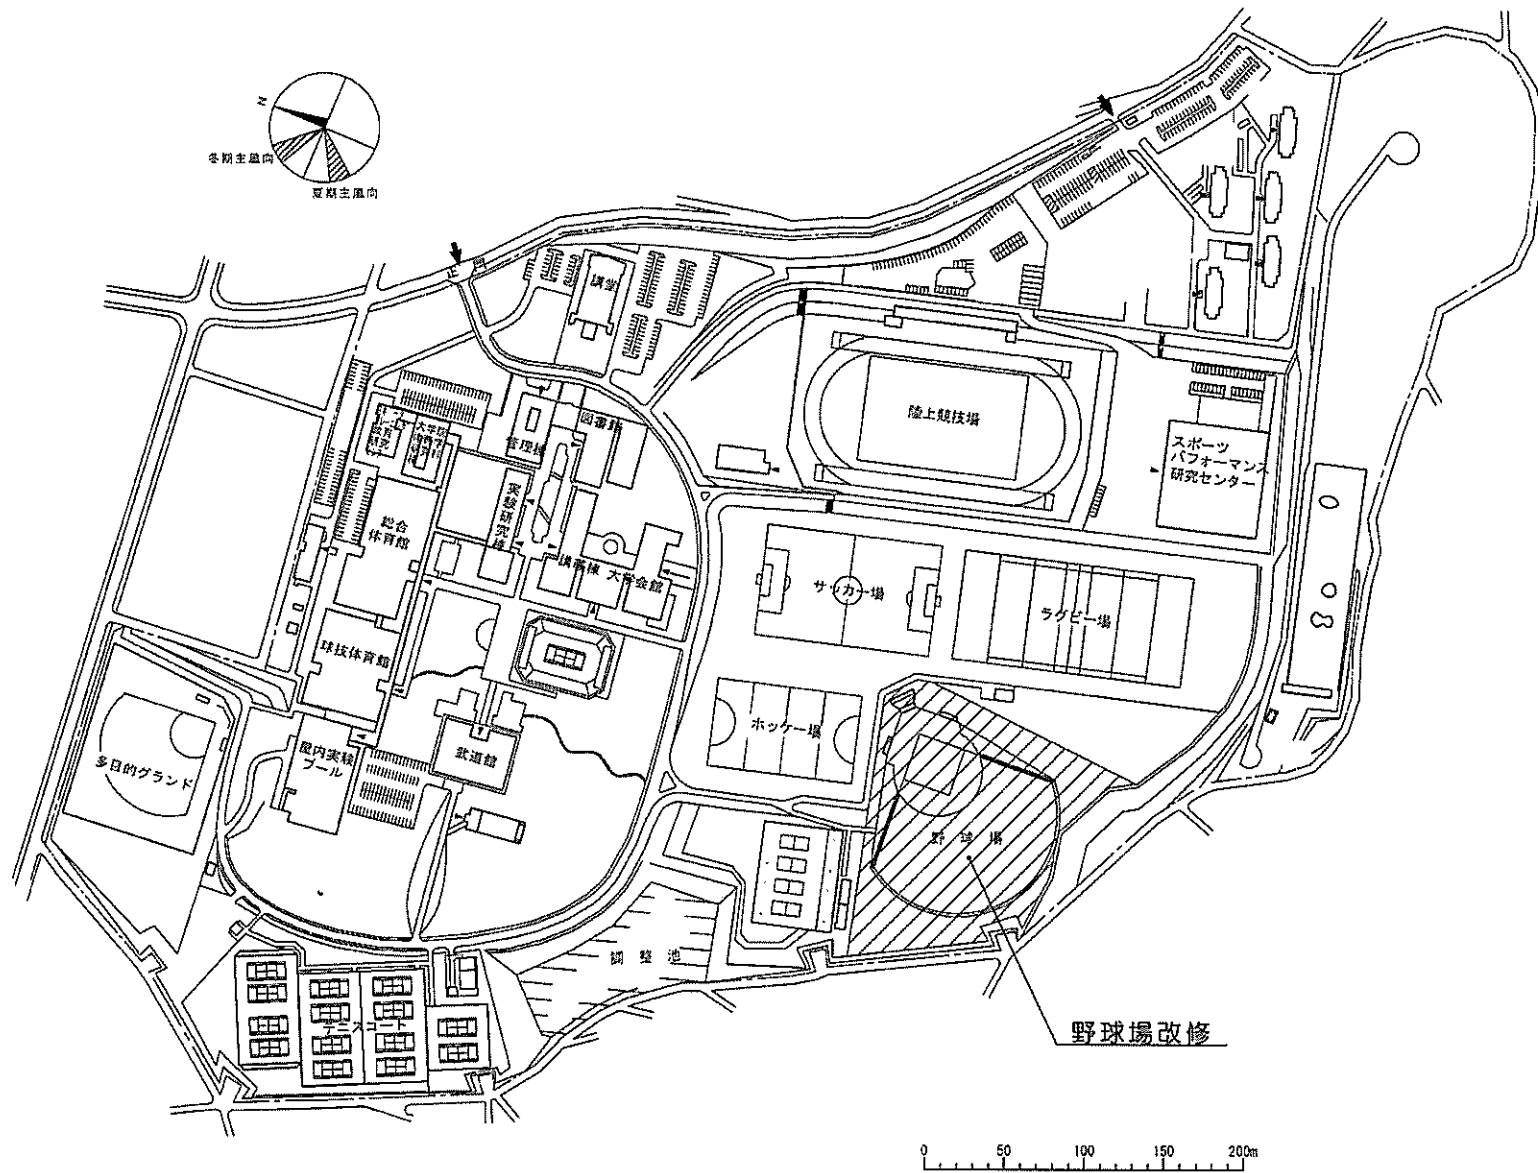 N
冬期主風向
夏期主風向
正門
講堂
図書館
管理棟
陸上競技場
スポーツ
パフォーマンス
研究センター
実験研究棟
総合
体育館
講義棟
大学会館
サッカー場
ラグビー場
球技体育館
ホッケー場
武道館
屋内実験
プール
多目的グランド
野球場
調整池
テニスコート
野球場改修
0 50 100 150 200m